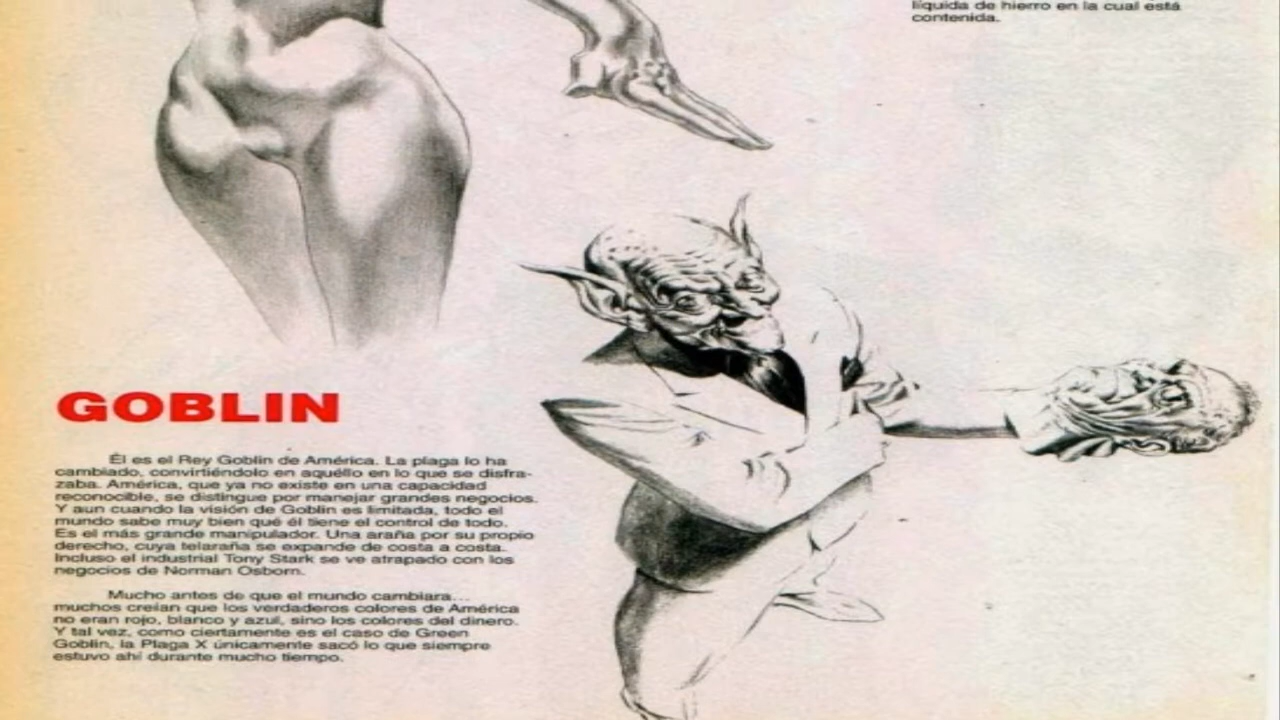 líquida de hierro en la cual está
contenida.
GOBLIN
Él es el Rey Goblin de América. La plaga lo ha
cambiado, convirtiéndolo en aquéllo en lo que se disfra-
zaba. América, que ya no existe en una capacidad
reconocible, se distingue por manejar grandes negocios.
Y aun cuando la visión de Goblin es limitada, todo el
mundo sabe muy bien qué él tiene el control de todo.
Es el más grande manipulador. Una araña por su propio
derecho, cuya telaraña se expande de costa a costa.
Incluso el industrial Tony Stark se ve atrapado con los
negocios de Norman Osborn.
Mucho antes de que el mundo cambiara...
muchos creían que los verdaderos colores de América
no eran rojo, blanco y azul, sino los colores del dinero.
Y tal vez, como ciertamente es el caso de Green
Goblin, la Plaga X únicamente sacó lo que siempre
estuvo ahí durante mucho tiempo.